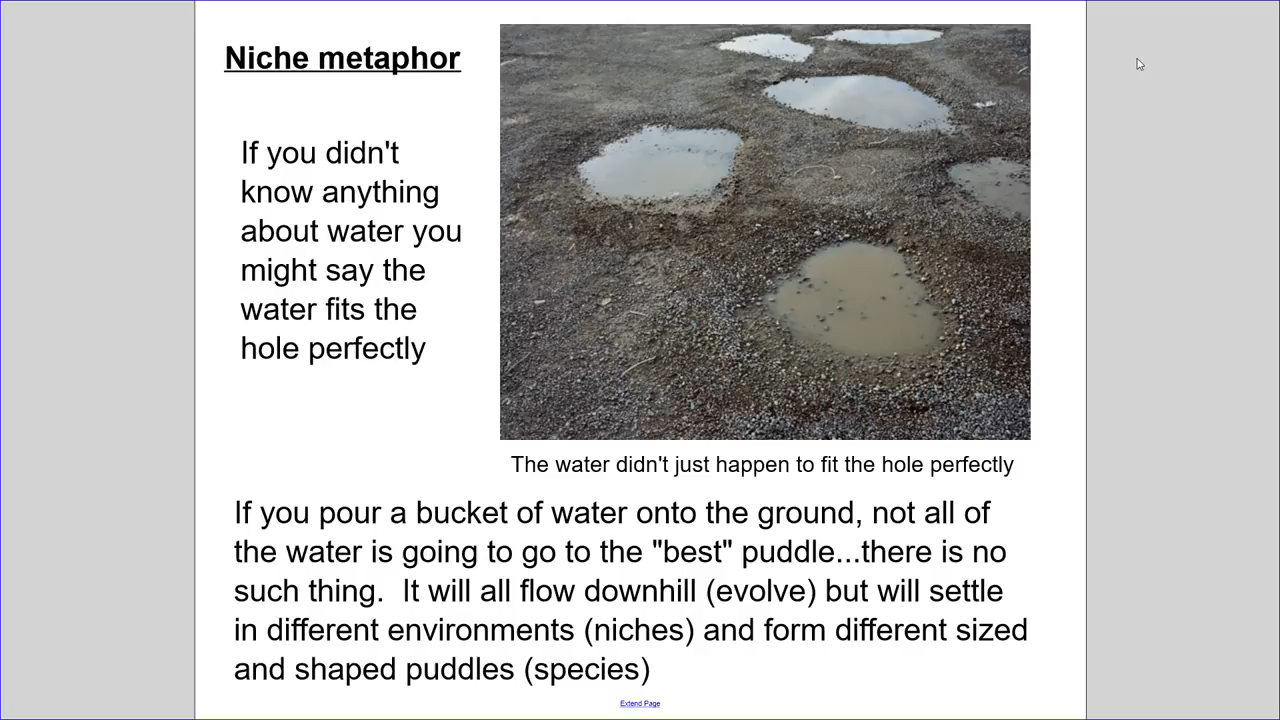 Niche metaphor
If you didn't
know anything
about water you
might say the
water fits the
hole perfectly
The water didn't just happen to fit the hole perfectly
If you pour a bucket of water onto the ground, not all of
the water is going to go to the "best" puddle...there is no
such thing.  It will all flow downhill (evolve) but will settle
in different environments (niches) and form different sized
and shaped puddles (species)
Extend Page